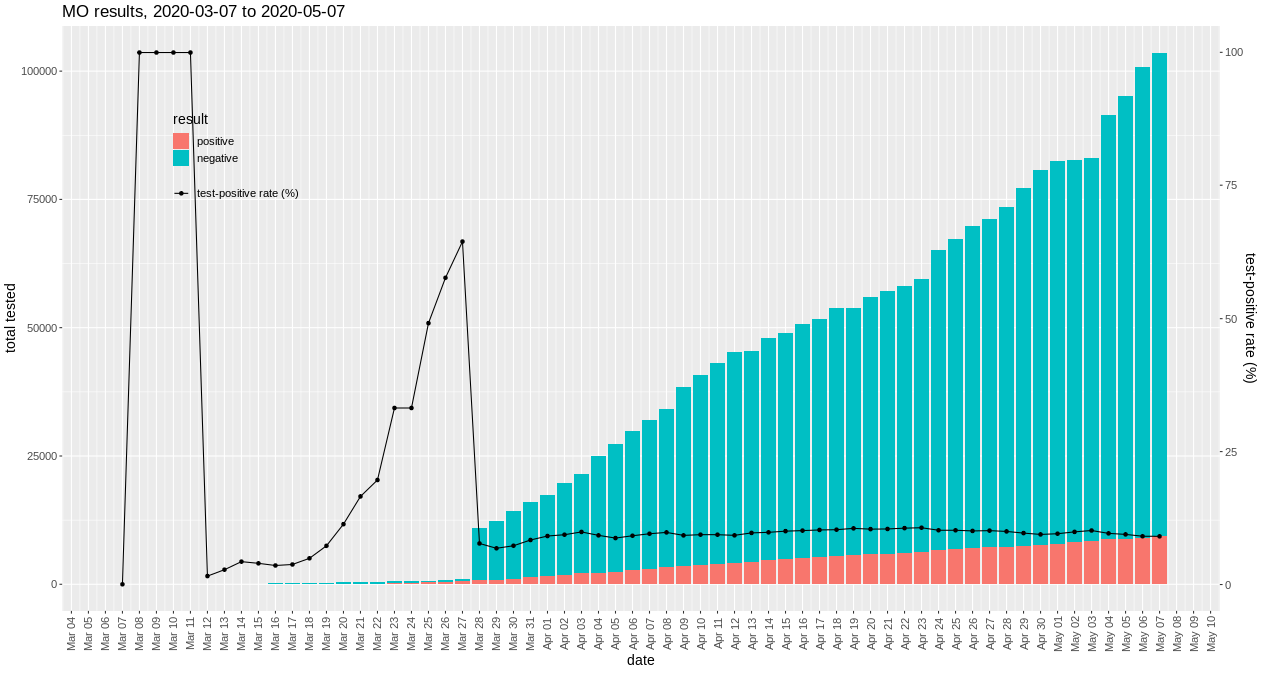 MO results, 2020-03-07 to 2020-05-07
total tested
100000
75000
50000
25000
0
result
positive
negative
test-positive rate (%)
100
75
50
25
0
test-positive rate (%)
Mar 04
Mar 05
Mar 06
Mar 07
Mar 08
Mar 09
Mar 10
Mar 11
Mar 12
Mar 13
Mar 14
Mar 15
Mar 16
Mar 17
Mar 18
Mar 19
Mar 20
Mar 21
Mar 22
Mar 23
Mar 24
Mar 25
Mar 26
Mar 27
Mar 28
Mar 29
Mar 30
Mar 31
Apr 01
Apr 02
Apr 03
Apr 04
Apr 05
Apr 06
Apr 07
Apr 08
Apr 09
Apr 10
Apr 11
Apr 12
Apr 13
Apr 14
Apr 15
Apr 16
Apr 17
Apr 18
Apr 19
Apr 20
Apr 21
Apr 22
Apr 23
Apr 24
Apr 25
Apr 26
Apr 27
Apr 28
Apr 29
Apr 30
May 01
May 02
May 03
May 04
May 05
May 06
May 07
May 08
May 09
May 10
date